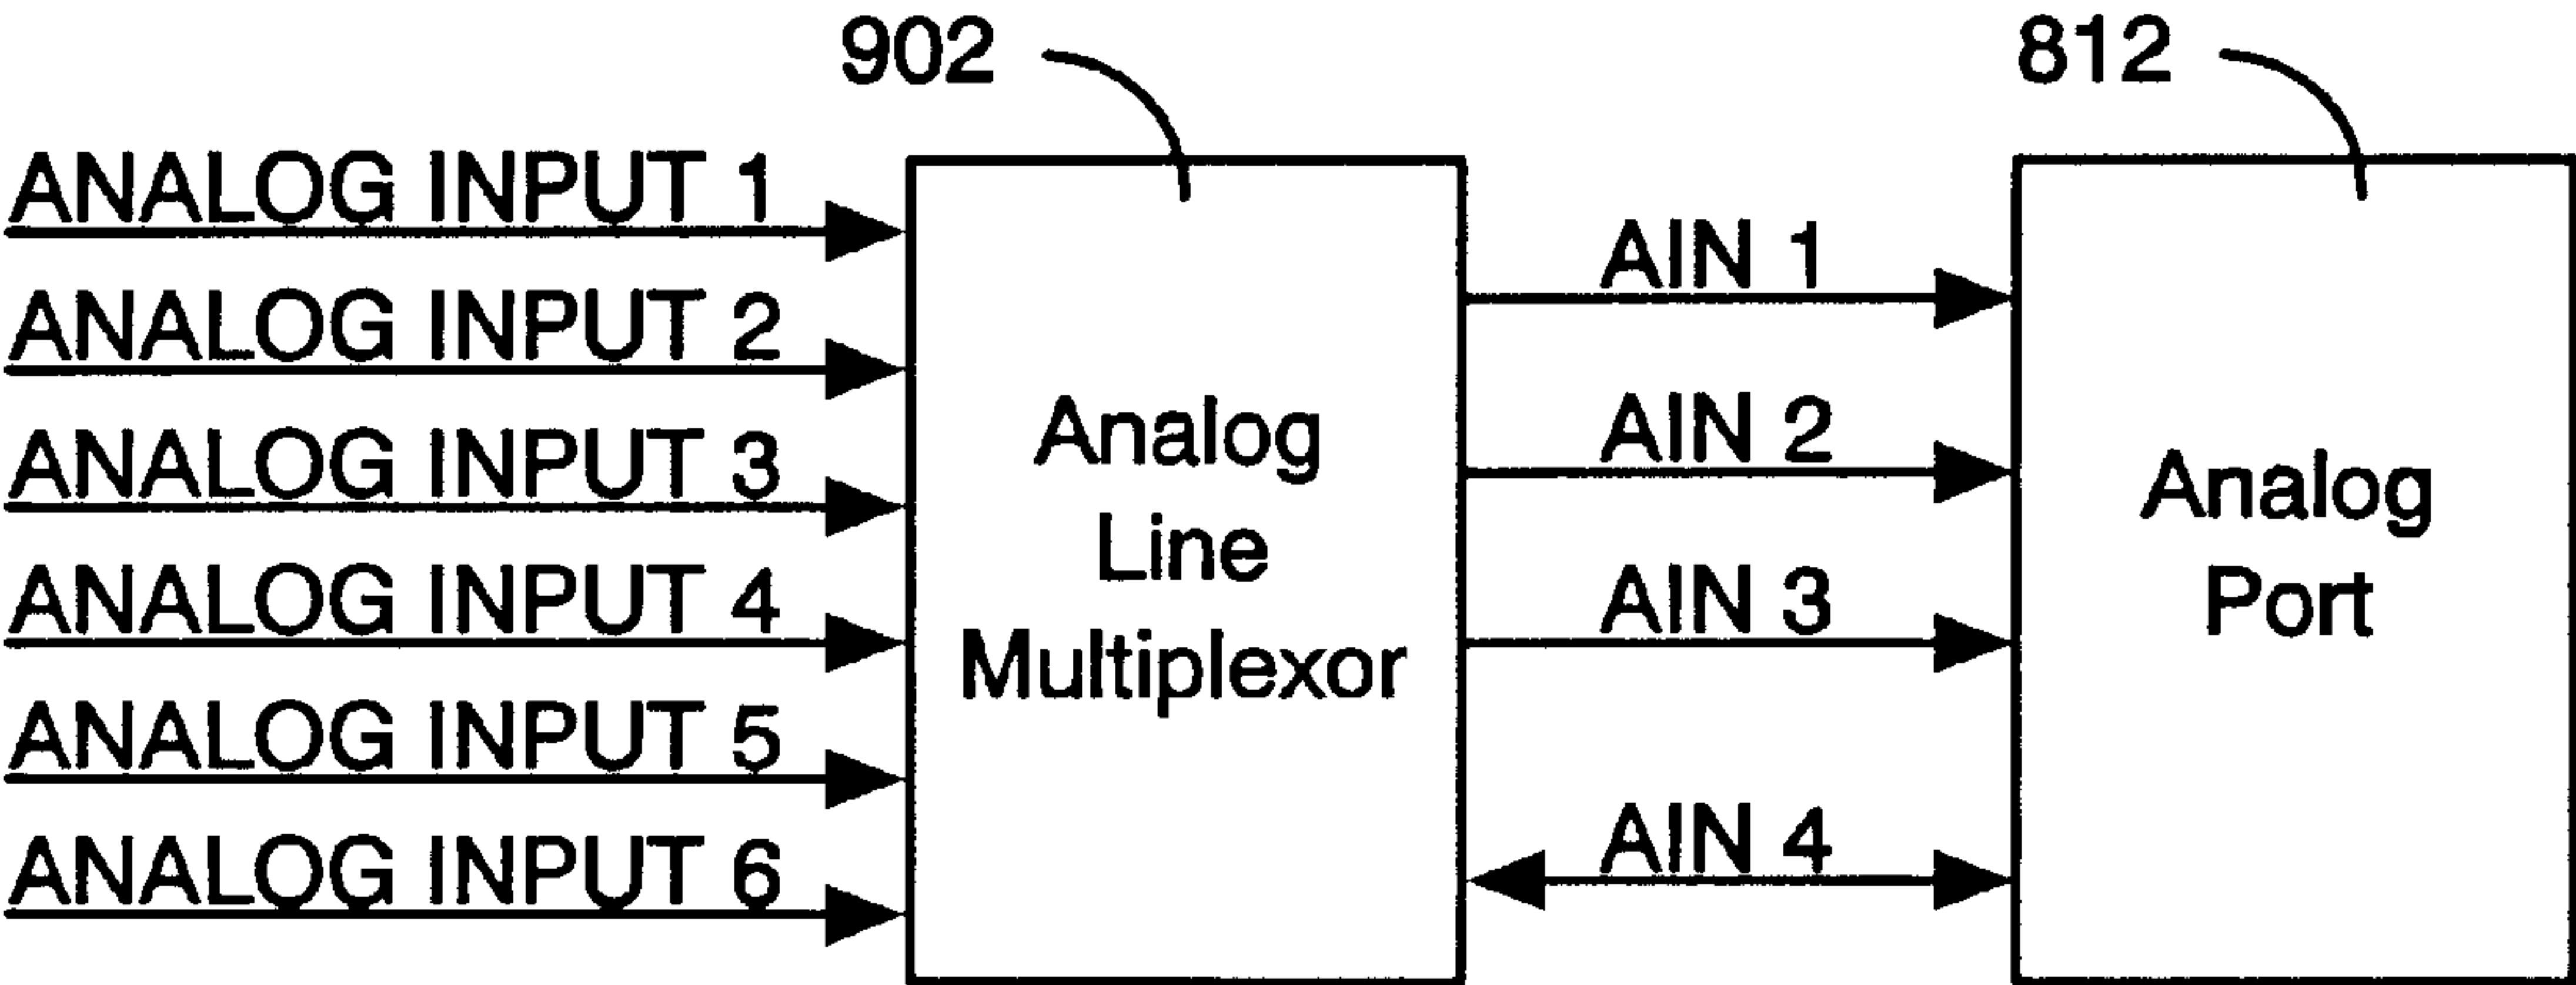 902
812
ANALOG INPUT 1
ANALOG INPUT 2
ANALOG INPUT 3
ANALOG INPUT 4
ANALOG INPUT 5
ANALOG INPUT 6
Analog
Line
Multiplexor
AIN 1
AIN 2
AIN 3
AIN 4
Analog
Port